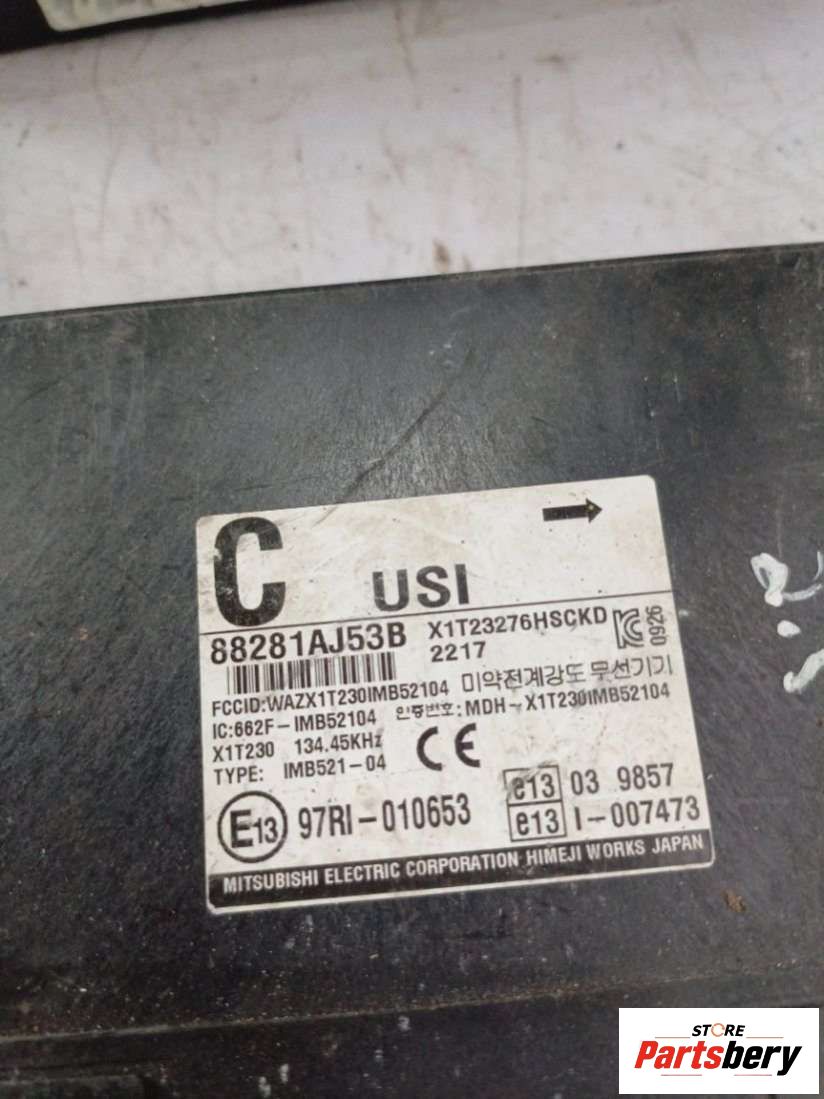 C USI
88281AJ53B X1T23276HSCKD
2217
0926
FCCID:WAZX1T230IMB52104 미약전계강도 무선기기
IC:662F-IMB52104 인증번호:MDH-X1T230IMB52104
X1T230 134.45KHz
TYPE: IMB521-04 CE
E13 97RI-010653 e13 03 9857
e13 I-007473
MITSUBISHI ELECTRIC CORPORATION HIMEJI WORKS JAPAN
STORE
Partsbery